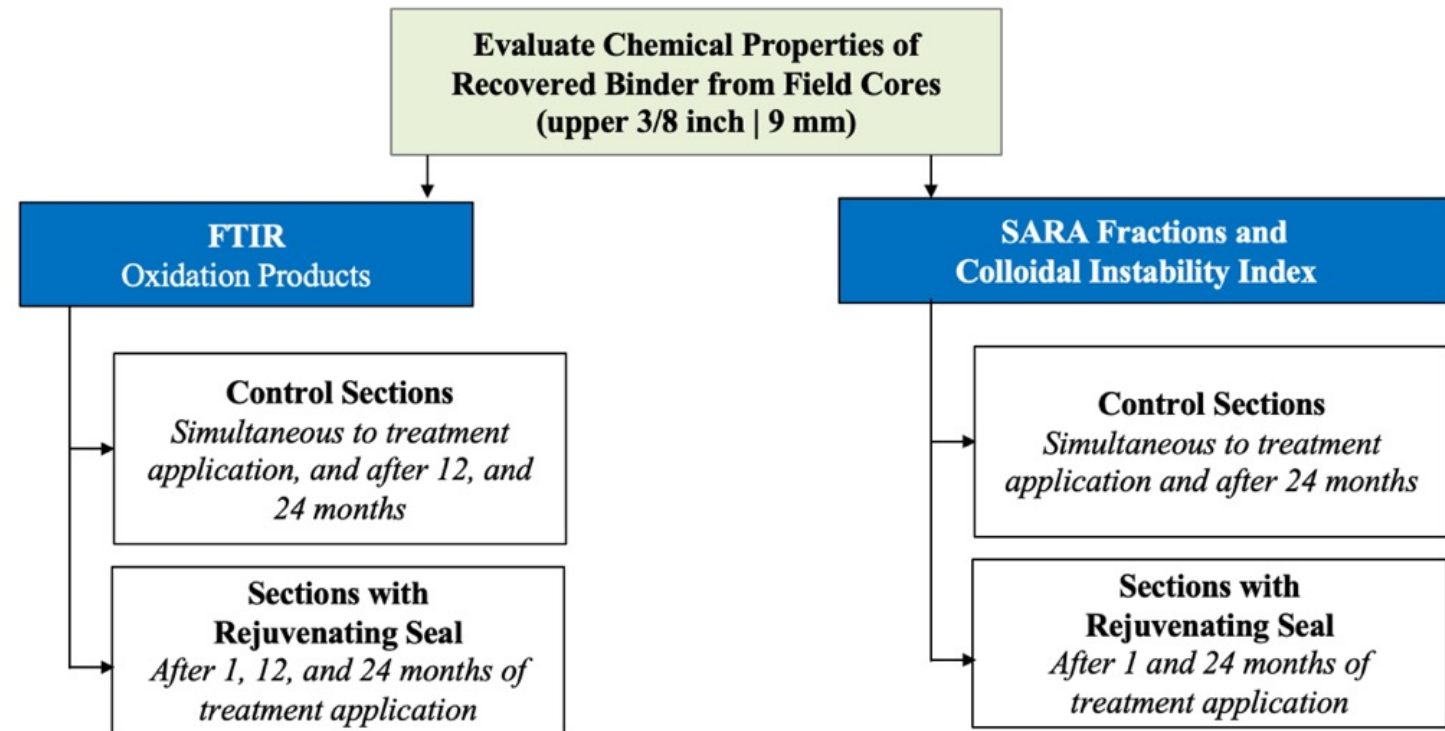 Evaluate Chemical Properties of
Recovered Binder from Field Cores
(upper 3/8 inch | 9 mm)
FTIR
Oxidation Products
SARA Fractions and
Colloidal Instability Index
Control Sections
Simultaneous to treatment
application, and after 12, and
24 months
Control Sections
Simultaneous to treatment
application and after 24 months
Sections with
Rejuvenating Seal
After 1, 12, and 24 months of
treatment application
Sections with
Rejuvenating Seal
After 1 and 24 months of
treatment application